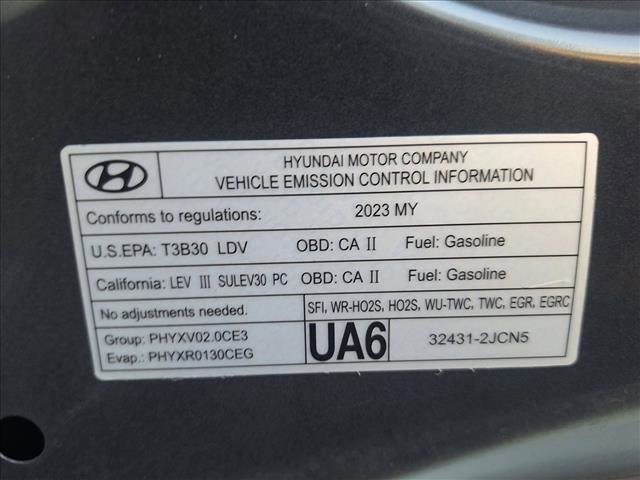 HYUNDAI MOTOR COMPANY
VEHICLE EMISSION CONTROL INFORMATION
Conforms to regulations: 2023 MY
U.S.EPA: T3B30 LDV OBD: CA II Fuel: Gasoline
California: LEV III SULEV30 PC OBD: CA II Fuel: Gasoline
No adjustments needed. SFI, WR-HO2S, HO2S, WU-TWC, TWC, EGR, EGRC
Group: PHYXV02.0CE3
Evap.: PHYXR0130CEG
UA6
32431-2JCN5